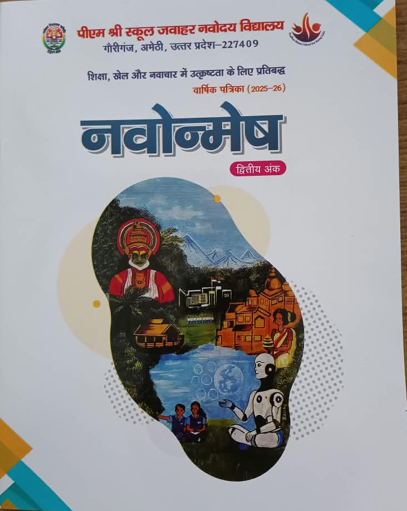 पीएम श्री स्कूल जवाहर नवोदय विद्यालय
गौरीगंज, अमेठी, उत्तर प्रदेश-227409
शिक्षा, खेल और नवाचार में उत्कृष्टता के लिए प्रतिबद्ध
वार्षिक पत्रिका (2025-26)
नवोन्मेष
द्वितीय अंक